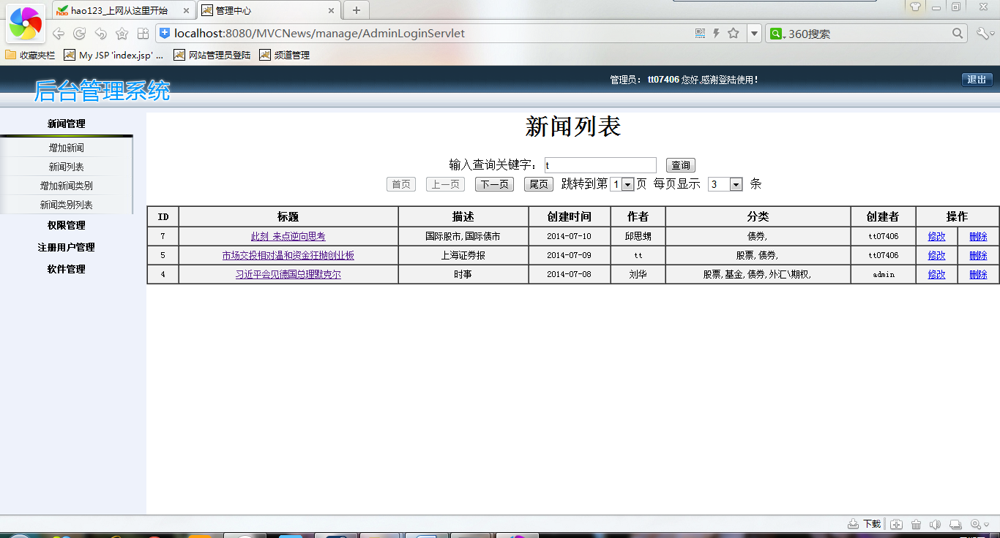 hao123_上网从这里开始
管理中心
localhost:8080/MVCNews/manage/AdminLoginServlet
360搜索
收藏夹栏 My JSP 'index.jsp' ... 网站管理员登陆 频道管理
后台管理系统
管理员： tt07406 您好,感谢登陆使用！
退出
新闻管理
增加新闻
新闻列表
增加新闻类别
新闻类别列表
权限管理
注册用户管理
软件管理
新闻列表
输入查询关键字： t 查询
首页 上一页 下一页 尾页 跳转到第 1 页 每页显示 3 条
ID 标题 描述 创建时间 作者 分类 创建者 操作
7 此刻 来点逆向思考 国际股市,国际债市 2014-07-10 邱思甥 债券, tt07406 修改 删除
5 市场交投相对温和资金狂抛创业板 上海证券报 2014-07-09 tt 股票,债券, tt07406 修改 删除
4 习近平会见德国总理默克尔 时事 2014-07-08 刘华 股票,基金,债券,外汇\期权, admin 修改 删除
下载